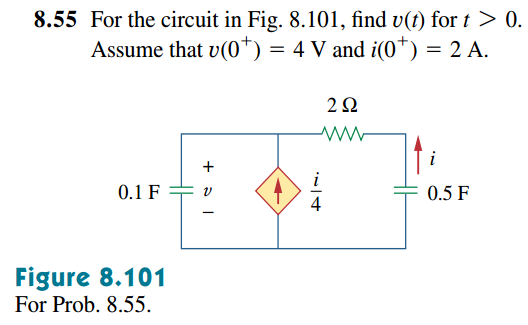 8.55 For the circuit in Fig. 8.101, find v(t) for t > 0.
Assume that v(0⁺) = 4 V and i(0⁺) = 2 A.
2 Ω
i
+
0.1 F
v
i
4
0.5 F
−
Figure 8.101
For Prob. 8.55.